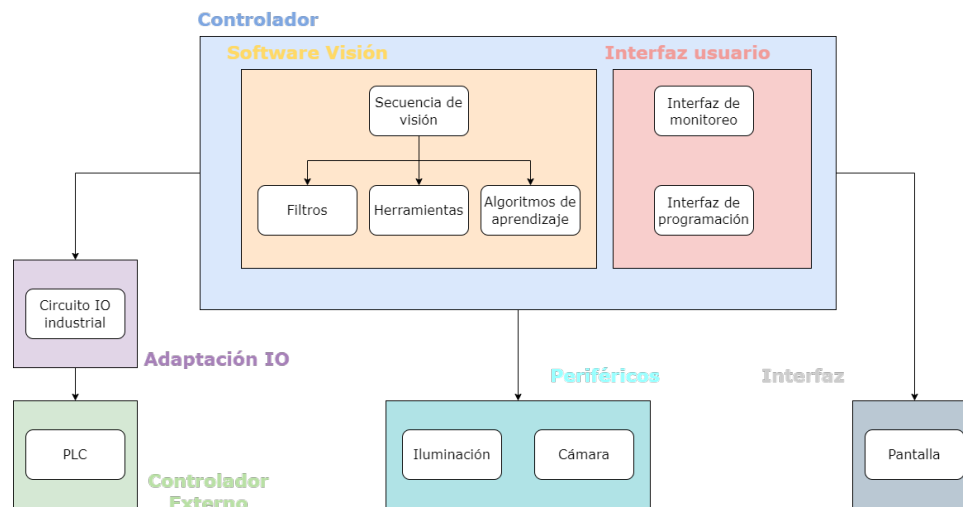 Controlador
Software Visión
Interfaz usuario
Secuencia de
visión
Interfaz de
monitoreo
Filtros
Herramientas
Algoritmos de
aprendizaje
Interfaz de
programación
Circuito IO
industrial
Adaptación IO
Periféricos
Interfaz
PLC
Iluminación
Cámara
Pantalla
Controlador
Externo